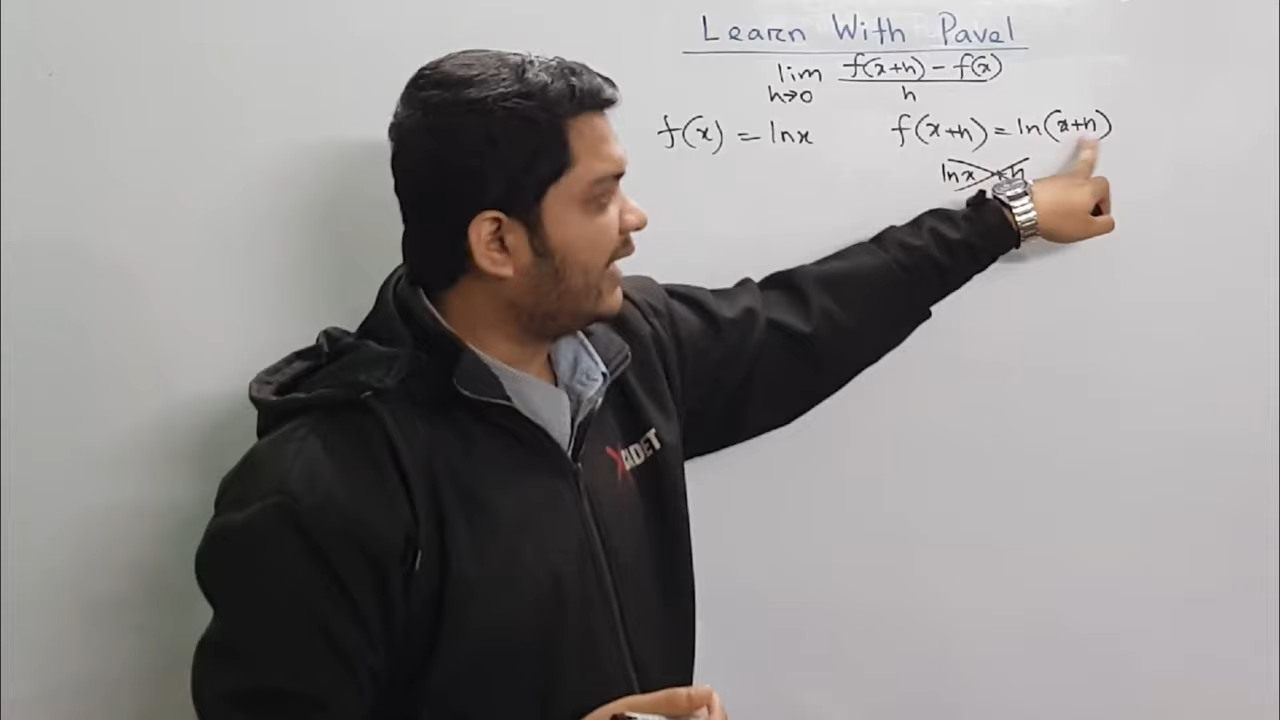 Learn With Pavel
lim h→0 f(x+h) - f(x) / h
f(x) = lnx
f(x+h) = ln(x+h)
lnx + h